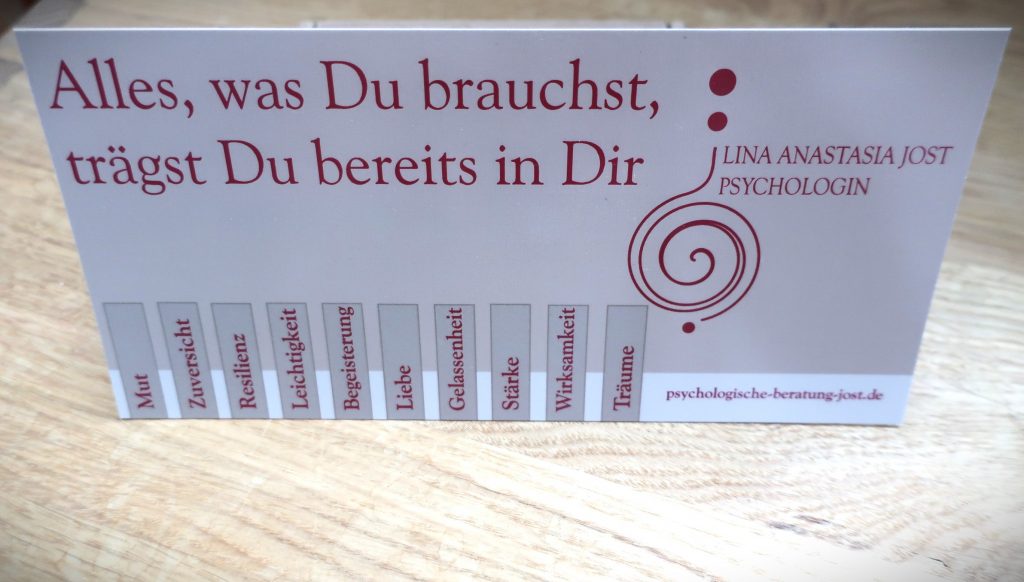 Alles, was Du brauchst,
trägst Du bereits in Dir
LINA ANASTASIA JOST
PSYCHOLOGIN
Mut
Zuversicht
Resilienz
Leichtigkeit
Begeisterung
Liebe
Gelassenheit
Stärke
Wirksamkeit
Träume
psychologische-beratung-jost.de